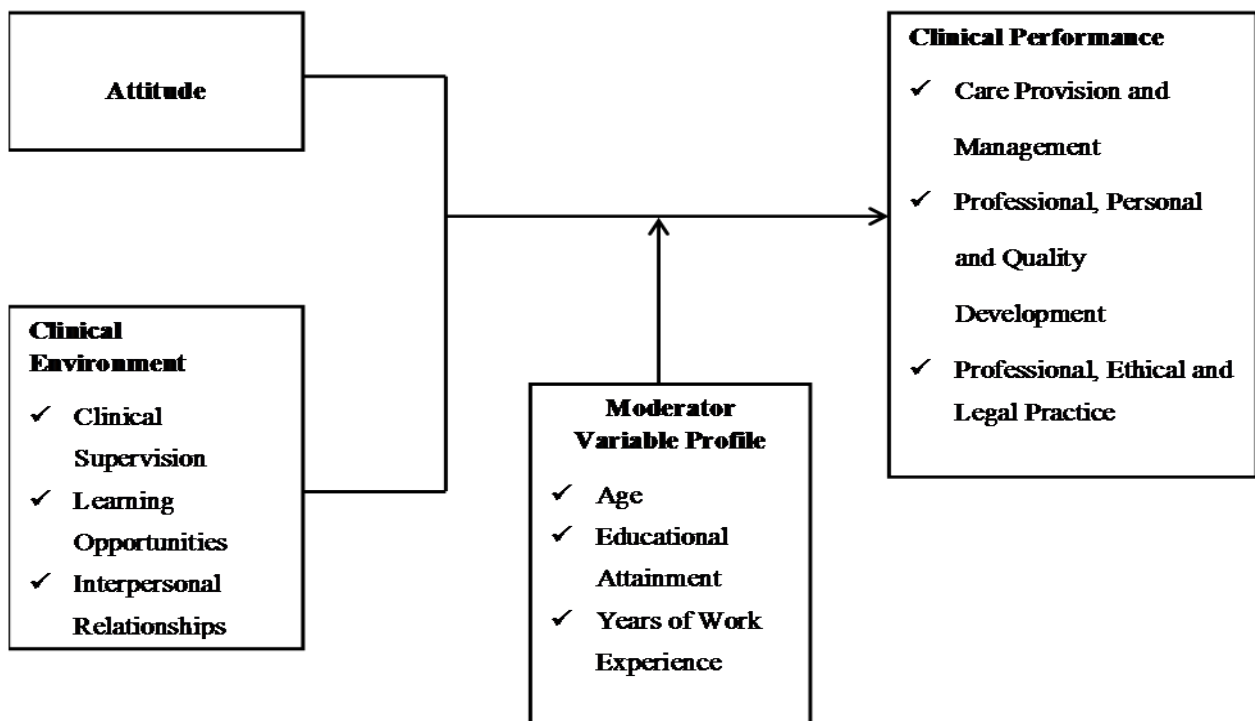 Attitude
Clinical
Environment
✓ Clinical
Supervision
✓ Learning
Opportunities
✓ Interpersonal
Relationships
Moderator
Variable Profile
✓ Age
✓ Educational
Attainment
✓ Years of Work
Experience
Clinical Performance
✓ Care Provision and
Management
✓ Professional, Personal
and Quality
Development
✓ Professional, Ethical and
Legal Practice